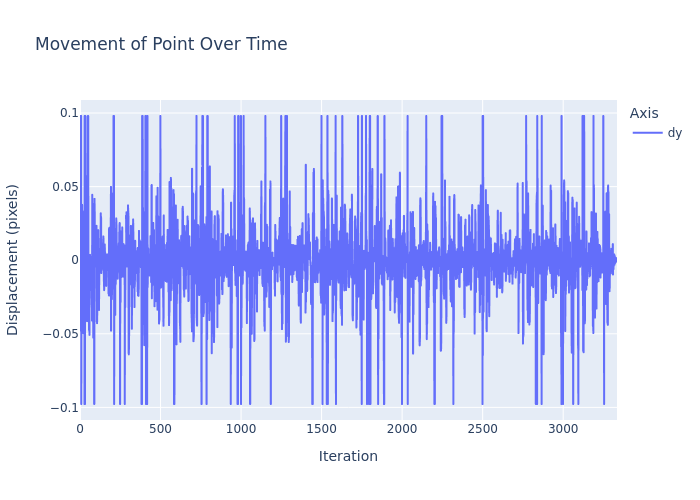 Movement of Point Over Time
Axis
dy
0.1
0.05
0
−0.05
−0.1
0 500 1000 1500 2000 2500 3000
Iteration
Displacement (pixels)